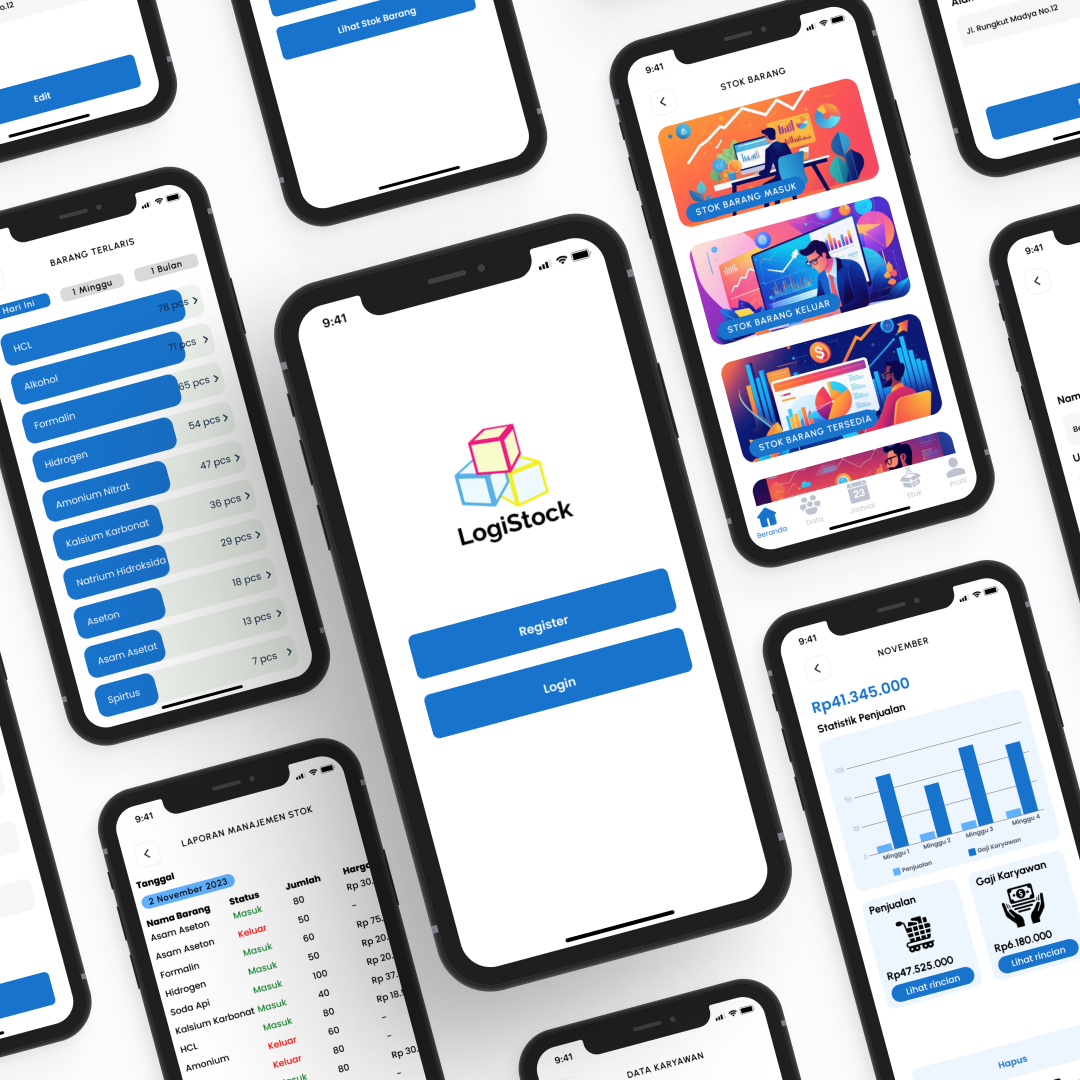 o.12
Edit
Lihat Stok Barang
9:41
STOK BARANG
STOK BARANG MASUK
STOK BARANG KELUAR
STOK BARANG TERSEDIA
23
Beranda
Data
Jadwal
Stok
Profil
Jl. Rungkut Madya No.12
BARANG TERLARIS
Hari Ini
1 Minggu
1 Bulan
HCL 78 pcs
Alkohol 71 pcs
Formalin 65 pcs
Hidrogen 54 pcs
Amonium Nitrat 47 pcs
Kalsium Karbonat 36 pcs
Natrium Hidroksida 29 pcs
Aseton 18 pcs
Asam Asetat 13 pcs
Spirtus 7 pcs
9:41
LogiStock
Register
Login
9:41
Nam
Be
U
9:41
NOVEMBER
Rp41.345.000
Statistik Penjualan
10jt
5jt
3jt
0
Minggu 1
Minggu 2
Minggu 3
Minggu 4
Penjualan
Gaji Karyawan
Penjualan
Rp47.525.000
Lihat rincian
Gaji Karyawan
Rp6.180.000
Lihat rincian
Hapus
9:41
LAPORAN MANAJEMEN STOK
Tanggal
2 November 2023
Nama Barang Status Jumlah Harga
Asam Aseton Masuk 80 Rp 30.
Asam Aseton Keluar 50 -
Formalin Masuk 60 Rp 75.
Hidrogen Masuk 50 Rp 20.
Soda Api Masuk 100 Rp 37.
Kalsium Karbonat Masuk 40 Rp 18.
HCL Masuk 80 -
Amonium Keluar 60 -
Keluar 80 Rp 30.
80
9:41
DATA KARYAWAN